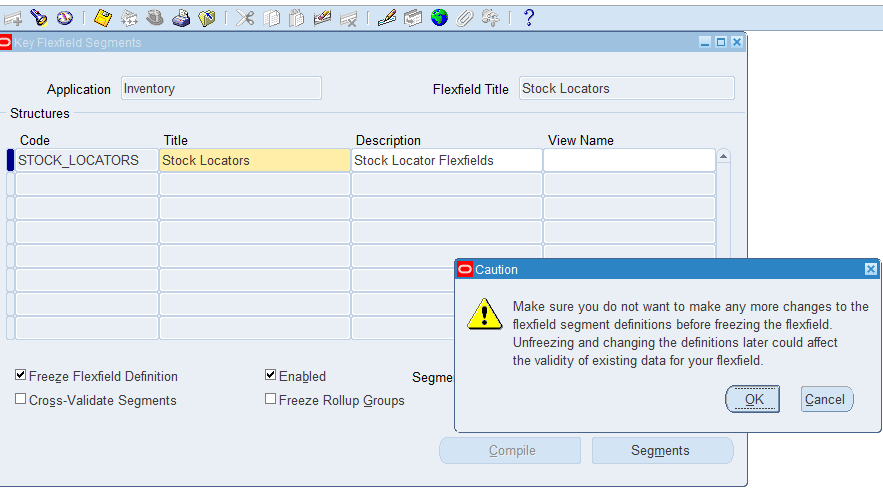 Key Flexfield Segments
Application Inventory Flexfield Title Stock Locators
Structures
Code Title Description View Name
STOCK_LOCATORS Stock Locators Stock Locator Flexfields
Caution
Make sure you do not want to make any more changes to the
flexfield segment definitions before freezing the flexfield.
Unfreezing and changing the definitions later could affect
the validity of existing data for your flexfield.
OK Cancel
Freeze Flexfield Definition Enabled Segme
Cross-Validate Segments Freeze Rollup Groups
Compile Segments